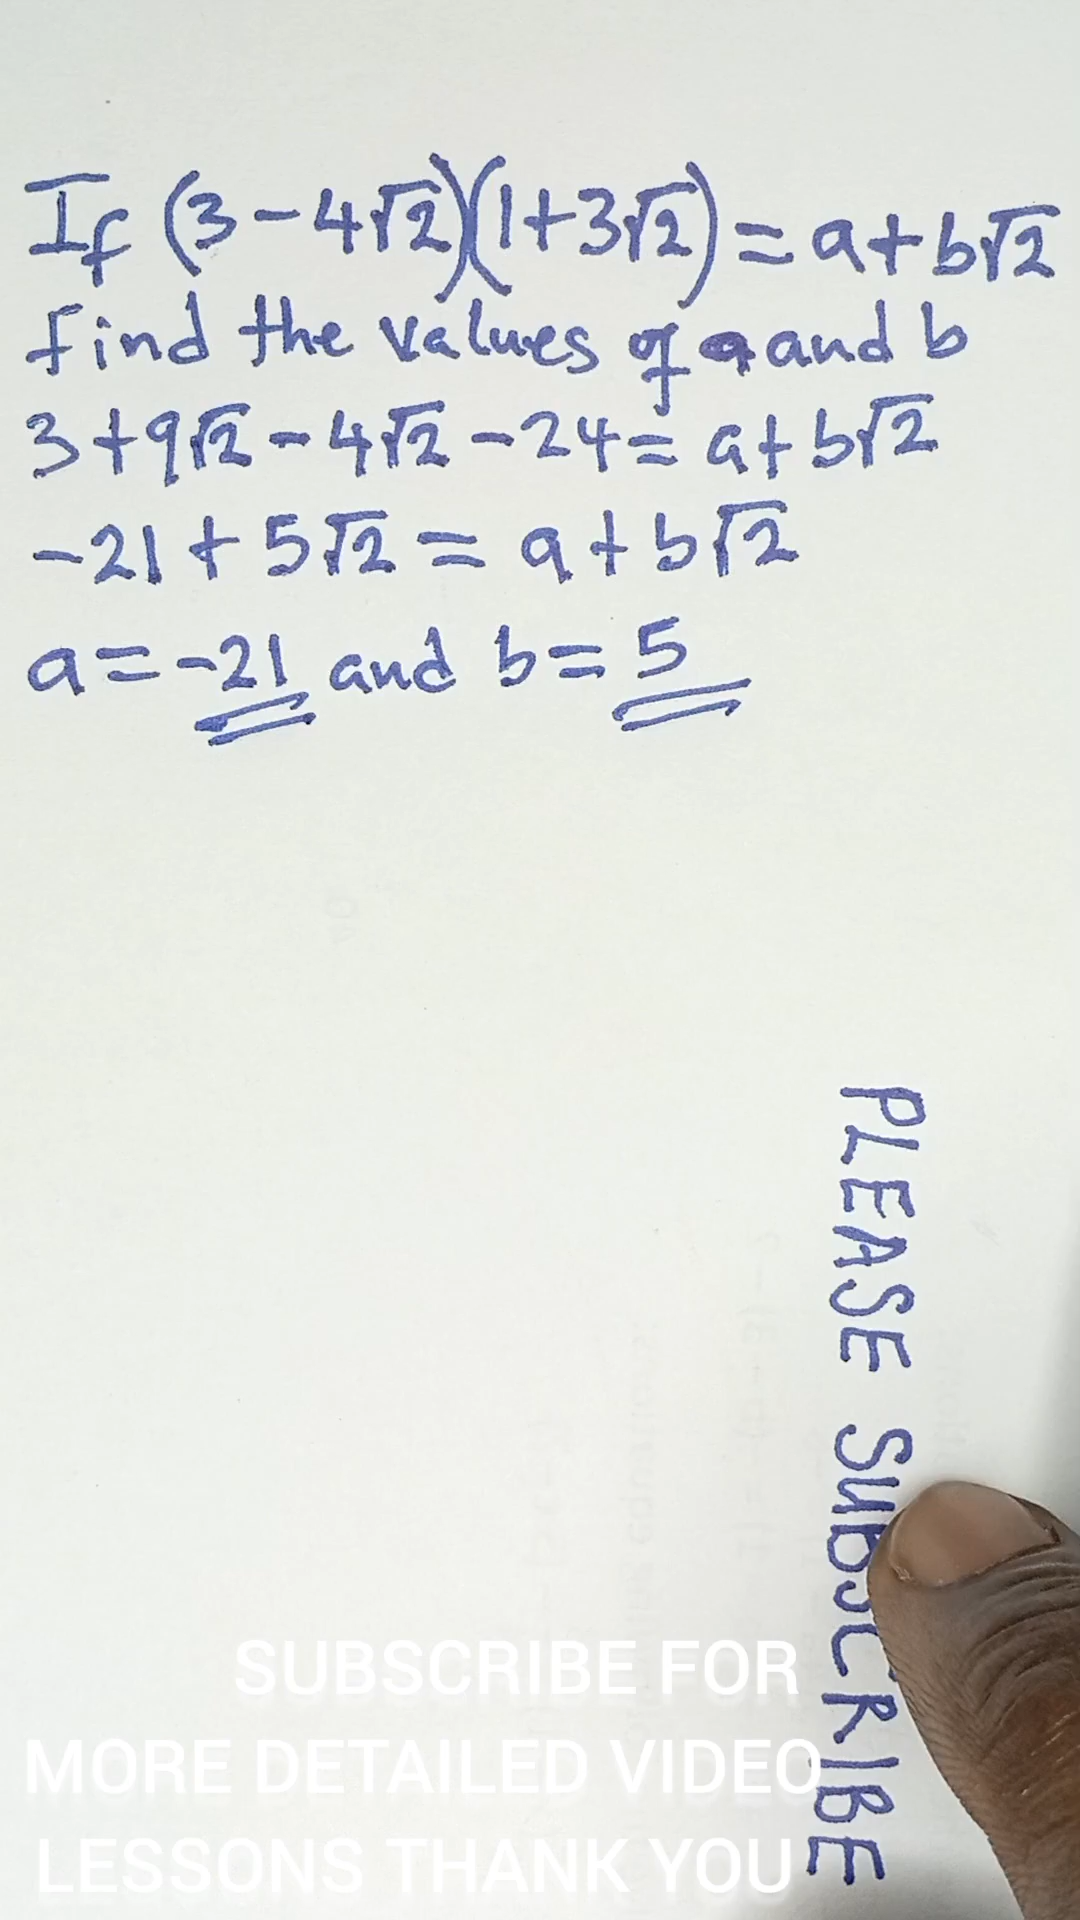 If (3-4√2)(1+3√2) = a+b√2
find the values of a and b
3+9√2-4√2-24 = a+b√2
-21+5√2 = a+b√2
a=-21 and b=5
PLEASE SUBSCRIBE
SUBSCRIBE FOR
MORE DETAILED VIDEO
LESSONS THANK YOU